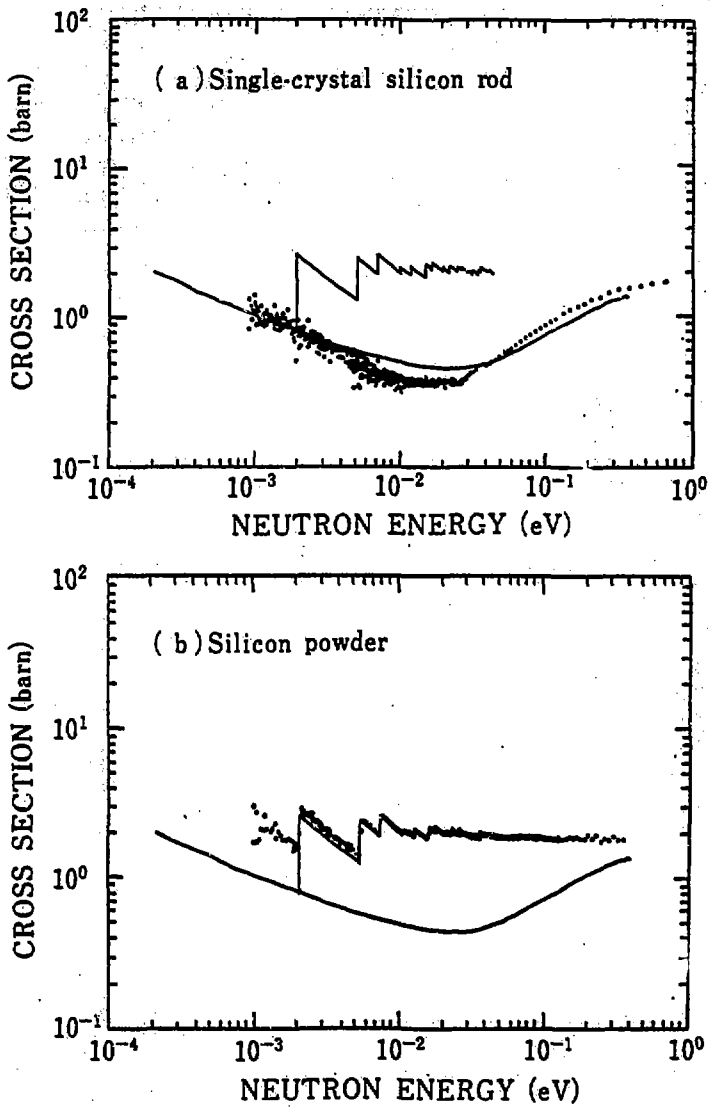 10²
( a )Single-crystal silicon rod
10¹
10⁰
10⁻¹
CROSS SECTION (barn)
10⁻⁴ 10⁻³ 10⁻² 10⁻¹ 10⁰
NEUTRON ENERGY (eV)
10²
( b )Silicon powder
10¹
10⁰
10⁻¹
CROSS SECTION (barn)
10⁻⁴ 10⁻³ 10⁻² 10⁻¹ 10⁰
NEUTRON ENERGY (eV)